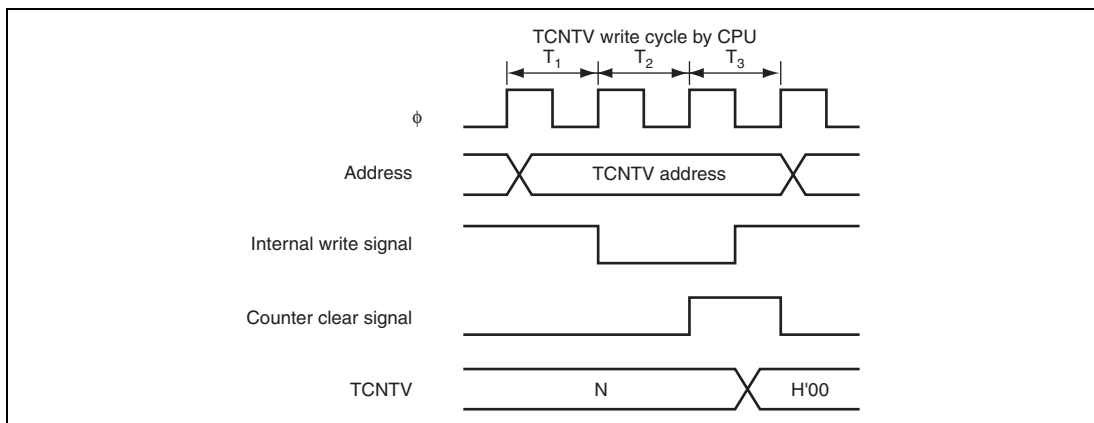 TCNTV write cycle by CPU
T₁ T₂ T₃
ϕ
Address
TCNTV address
Internal write signal
Counter clear signal
TCNTV
N
H'00